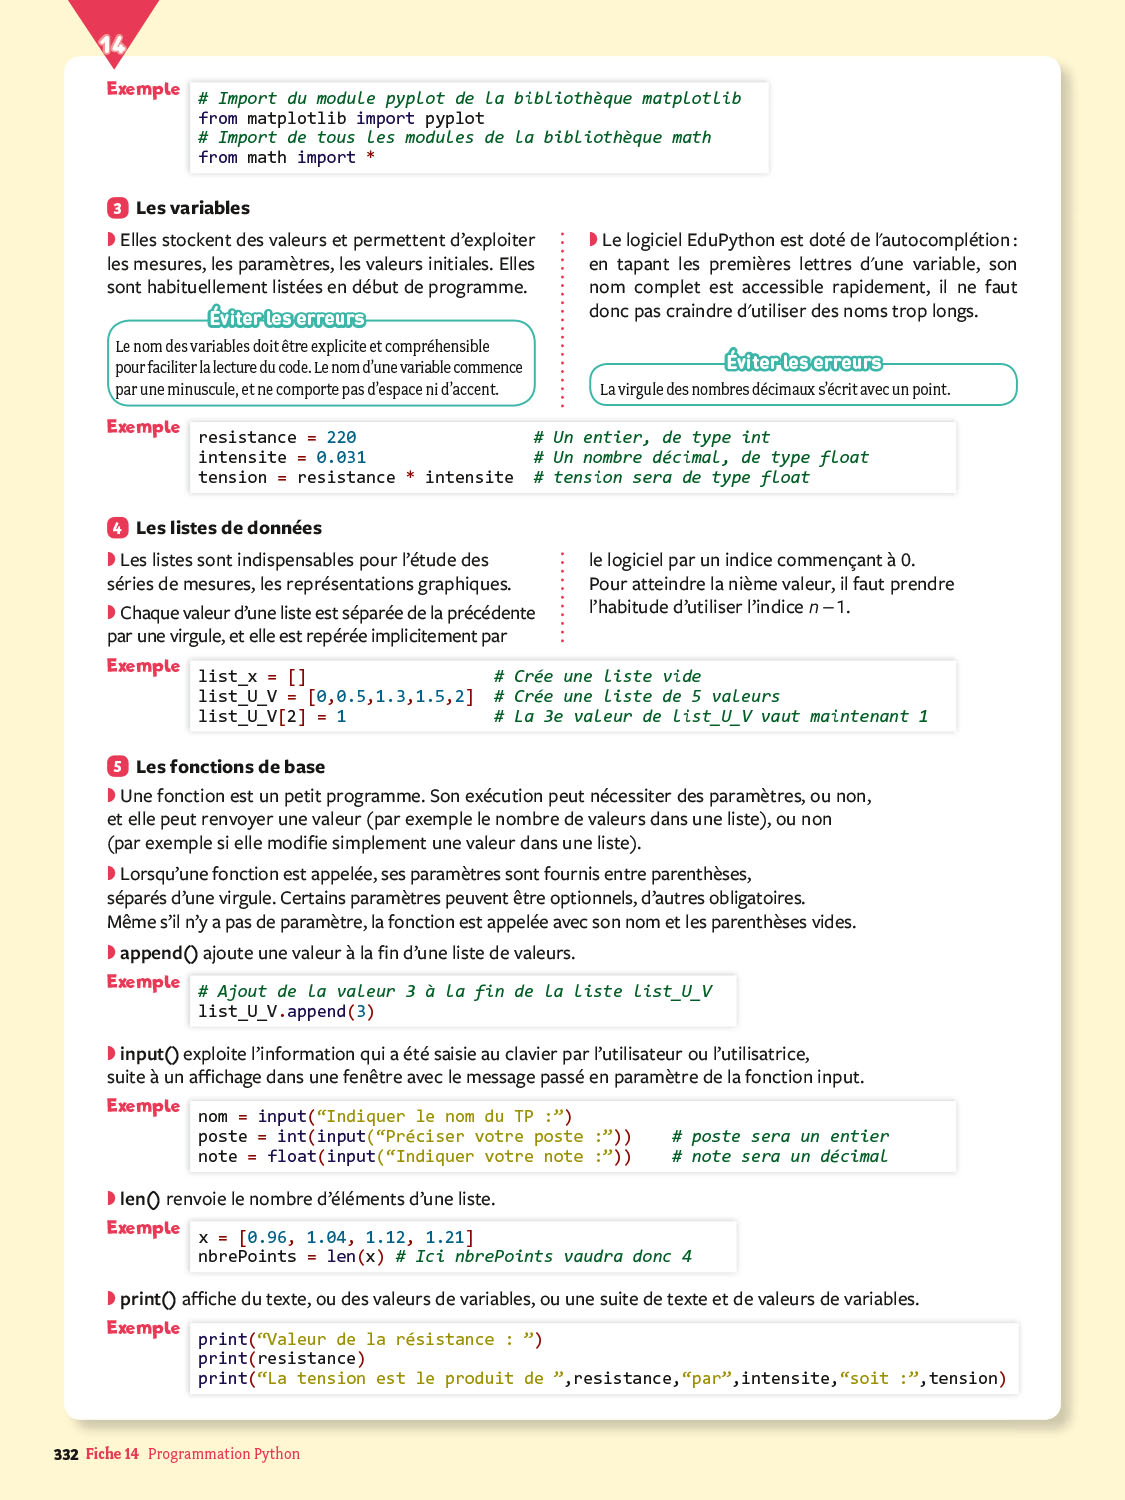 14
Exemple
# Import du module pyplot de la bibliothèque matplotlib
from matplotlib import pyplot
# Import de tous les modules de la bibliothèque math
from math import *
3 Les variables
Elles stockent des valeurs et permettent d’exploiter
les mesures, les paramètres, les valeurs initiales. Elles
sont habituellement listées en début de programme.
Éviter les erreurs
Le nom des variables doit être explicite et compréhensible
pour faciliter la lecture du code. Le nom d’une variable commence
par une minuscule, et ne comporte pas d’espace ni d’accent.
Le logiciel EduPython est doté de l’autocomplétion :
en tapant les premières lettres d’une variable, son
nom complet est accessible rapidement, il ne faut
donc pas craindre d’utiliser des noms trop longs.
Éviter les erreurs
La virgule des nombres décimaux s’écrit avec un point.
Exemple
resistance = 220 # Un entier, de type int
intensite = 0.031 # Un nombre décimal, de type float
tension = resistance * intensite # tension sera de type float
4 Les listes de données
Les listes sont indispensables pour l’étude des
séries de mesures, les représentations graphiques.
Chaque valeur d’une liste est séparée de la précédente
par une virgule, et elle est repérée implicitement par
le logiciel par un indice commençant à 0.
Pour atteindre la nième valeur, il faut prendre
l’habitude d’utiliser l’indice n – 1.
Exemple
list_x = [] # Crée une liste vide
list_U_V = [0,0.5,1.3,1.5,2] # Crée une liste de 5 valeurs
list_U_V[2] = 1 # La 3e valeur de list_U_V vaut maintenant 1
5 Les fonctions de base
Une fonction est un petit programme. Son exécution peut nécessiter des paramètres, ou non,
et elle peut renvoyer une valeur (par exemple le nombre de valeurs dans une liste), ou non
(par exemple si elle modifie simplement une valeur dans une liste).
Lorsqu’une fonction est appelée, ses paramètres sont fournis entre parenthèses,
séparés d’une virgule. Certains paramètres peuvent être optionnels, d’autres obligatoires.
Même s’il n’y a pas de paramètre, la fonction est appelée avec son nom et les parenthèses vides.
append() ajoute une valeur à la fin d’une liste de valeurs.
Exemple
# Ajout de la valeur 3 à la fin de la liste list_U_V
list_U_V.append(3)
input() exploite l’information qui a été saisie au clavier par l’utilisateur ou l’utilisatrice,
suite à un affichage dans une fenêtre avec le message passé en paramètre de la fonction input.
Exemple
nom = input(“Indiquer le nom du TP :”)
poste = int(input(“Préciser votre poste :”)) # poste sera un entier
note = float(input(“Indiquer votre note :”)) # note sera un décimal
len() renvoie le nombre d’éléments d’une liste.
Exemple
x = [0.96, 1.04, 1.12, 1.21]
nbrePoints = len(x) # Ici nbrePoints vaudra donc 4
print() affiche du texte, ou des valeurs de variables, ou une suite de texte et de valeurs de variables.
Exemple
print(“Valeur de la résistance : ”)
print(resistance)
print(“La tension est le produit de ”,resistance,“par”,intensite,“soit :”,tension)
332 Fiche 14 Programmation Python